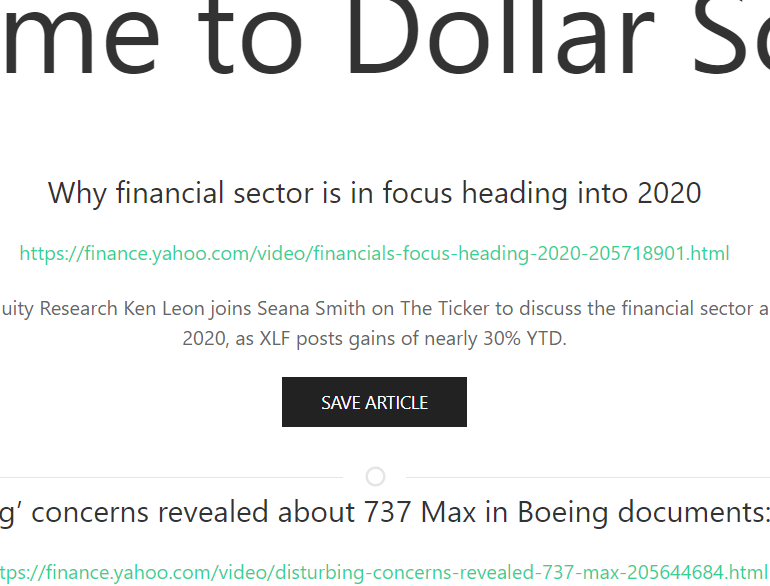 me to Dollar Sc
Why financial sector is in focus heading into 2020
https://finance.yahoo.com/video/financials-focus-heading-2020-205718901.html
uity Research Ken Leon joins Seana Smith on The Ticker to discuss the financial sector a
2020, as XLF posts gains of nearly 30% YTD.
SAVE ARTICLE
g’ concerns revealed about 737 Max in Boeing documents:
tps://finance.yahoo.com/video/disturbing-concerns-revealed-737-max-205644684.html